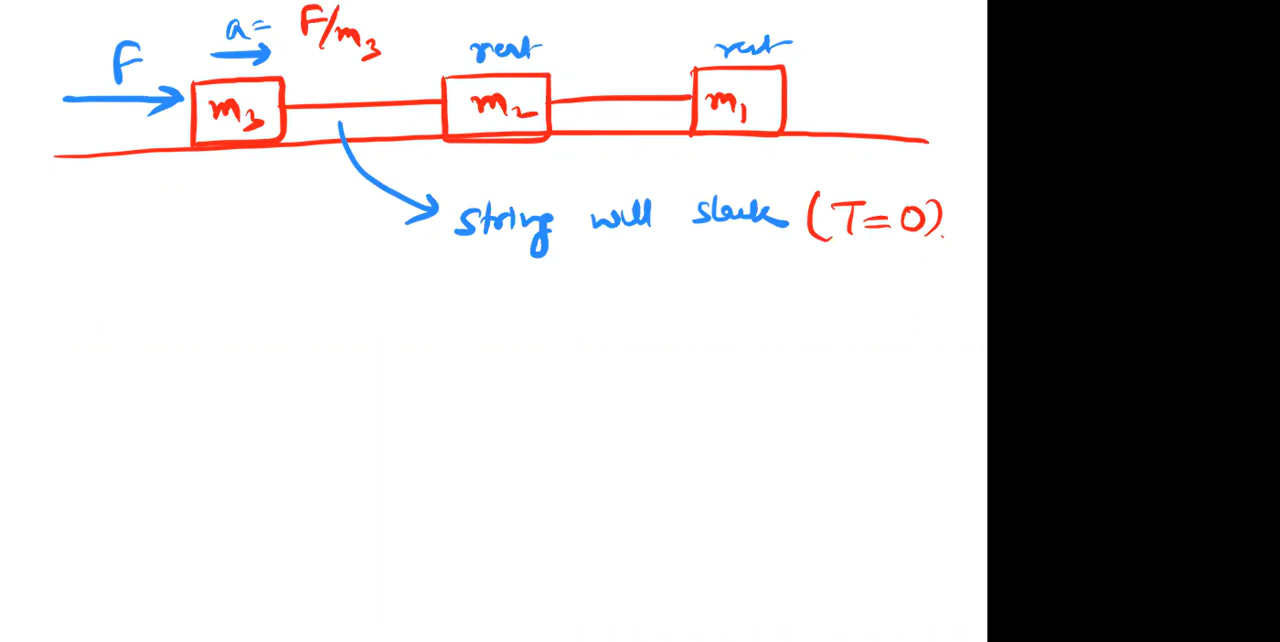 a = F/m₃
F
rest
rest
m₃
m₂
m₁
string will slack (T=0).